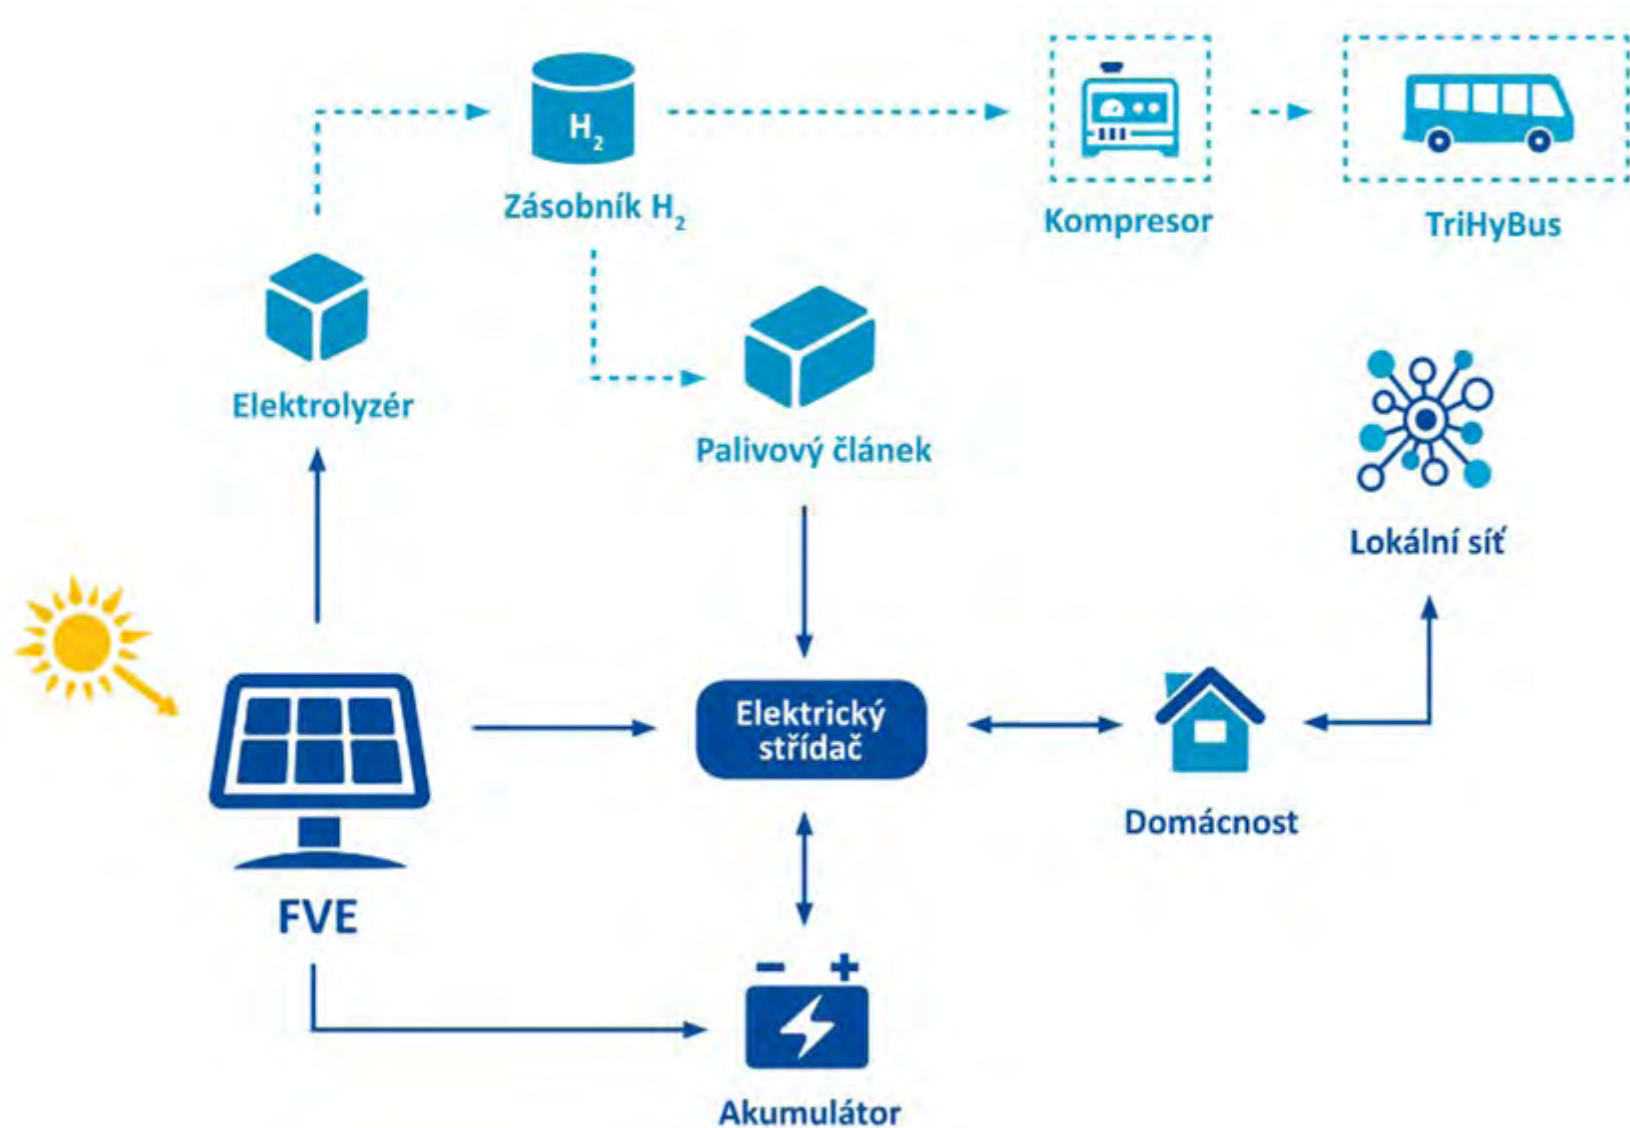 H₂
Zásobník H₂
Kompresor
TriHyBus
Elektrolyzér
Palivový článek
Lokální síť
Elektrický
střídač
Domácnost
FVE
Akumulátor